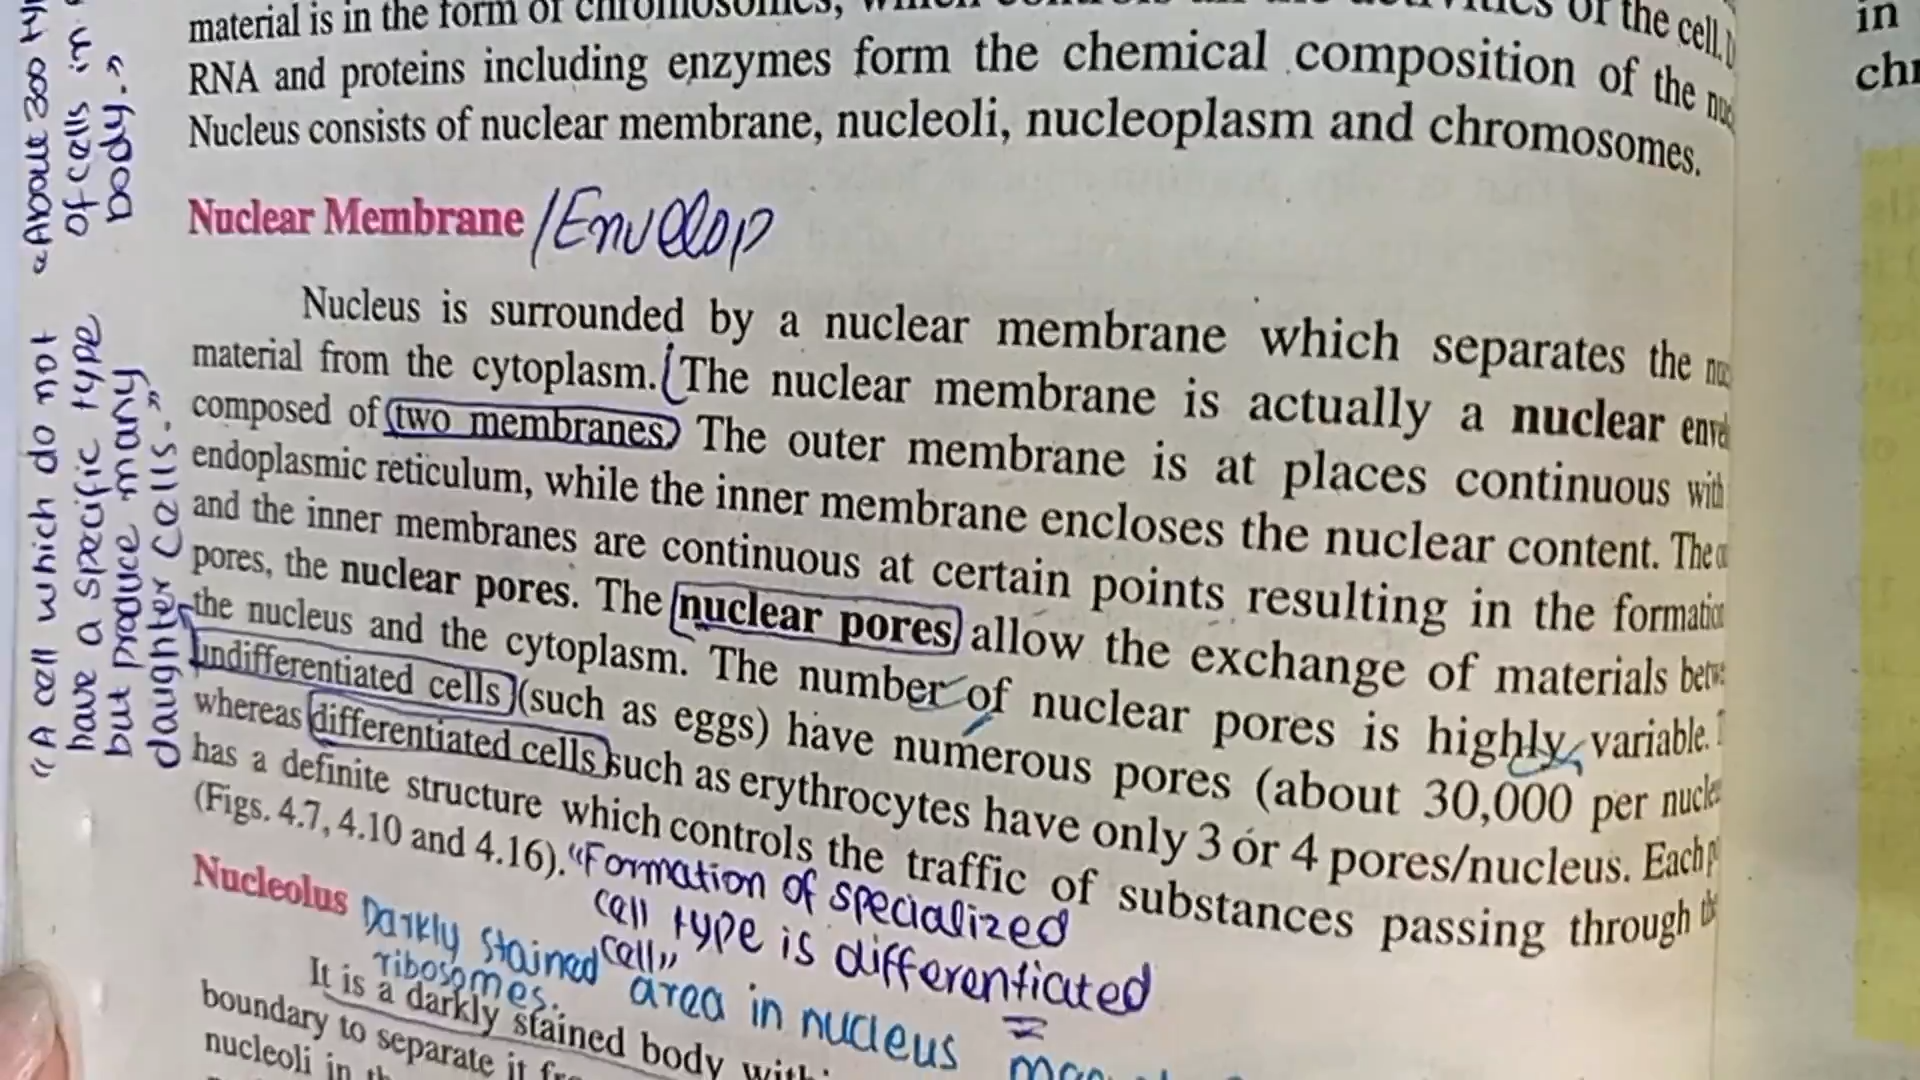 material is in the form of chromosomes, which controls all the activities of the cell.
RNA and proteins including enzymes form the chemical composition of the
Nucleus consists of nuclear membrane, nucleoli, nucleoplasm and chromosomes.
Nuclear Membrane /Envelop
Nucleus is surrounded by a nuclear membrane which separates the
material from the cytoplasm. (The nuclear membrane is actually a nuclear
composed of two membranes) The outer membrane is at places continuous with
endoplasmic reticulum, while the inner membrane encloses the nuclear content. The
and the inner membranes are continuous at certain points resulting in the formation
pores, the nuclear pores. The nuclear pores allow the exchange of materials
the nucleus and the cytoplasm. The number of nuclear pores is highly variable.
undifferentiated cells (such as eggs) have numerous pores (about 30,000 per
whereas differentiated cells such as erythrocytes have only 3 or 4 pores/nucleus. Each
has a definite structure which controls the traffic of substances passing through
(Figs. 4.7, 4.10 and 4.16).
"Formation of specialized
cell type is differentiated
cell"
Nucleolus
Darkly stained area in nucleus
ribosomes.
It is a darkly stained body
boundary to separate it
nucleoli in
"About 300
of cells in
body."
"A cell which do not
have a specific type
but produce many
daughter cells."
in